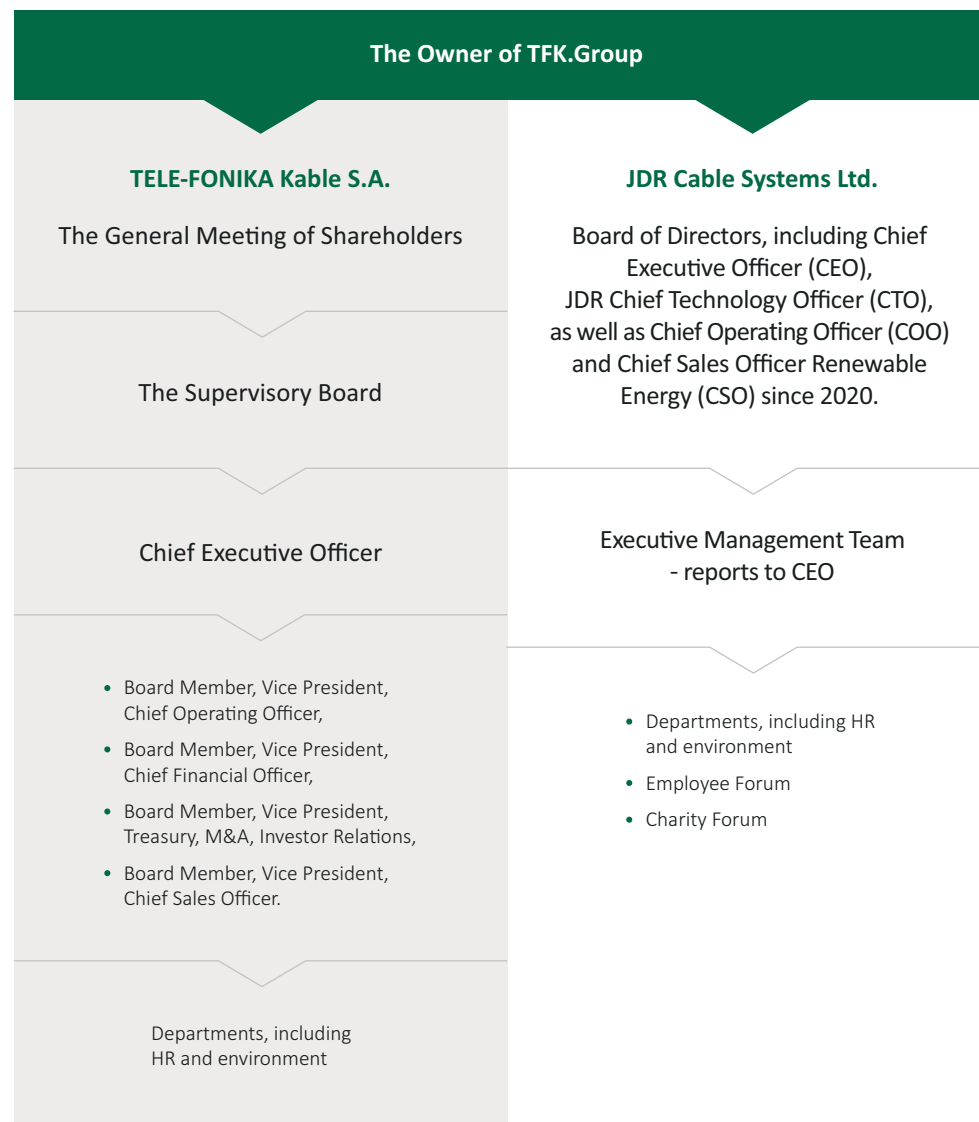 The Owner of TFK.Group
TELE-FONIKA Kable S.A.
The General Meeting of Shareholders
The Supervisory Board
Chief Executive Officer
• Board Member, Vice President,
Chief Operating Officer,
• Board Member, Vice President,
Chief Financial Officer,
• Board Member, Vice President,
Treasury, M&A, Investor Relations,
• Board Member, Vice President,
Chief Sales Officer.
Departments, including
HR and environment
JDR Cable Systems Ltd.
Board of Directors, including Chief
Executive Officer (CEO),
JDR Chief Technology Officer (CTO),
as well as Chief Operating Officer (COO)
and Chief Sales Officer Renewable
Energy (CSO) since 2020.
Executive Management Team
- reports to CEO
• Departments, including HR
and environment
• Employee Forum
• Charity Forum